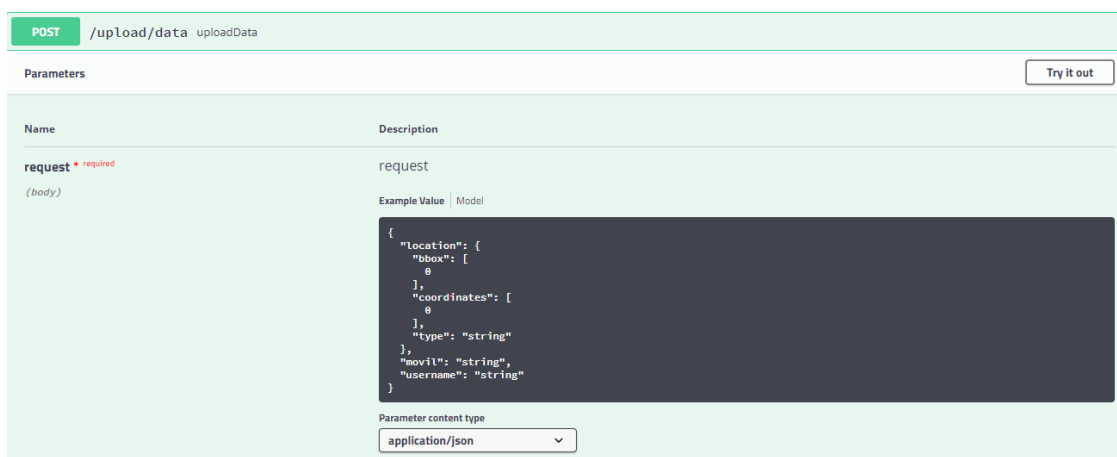 POST /upload/data uploadData
Parameters Try it out
Name Description
request * required request
(body)
Example Value Model
{
  "location": {
    "bbox": [
      0
    ],
    "coordinates": [
      0
    ],
    "type": "string"
  },
  "movil": "string",
  "username": "string"
}
Parameter content type
application/json